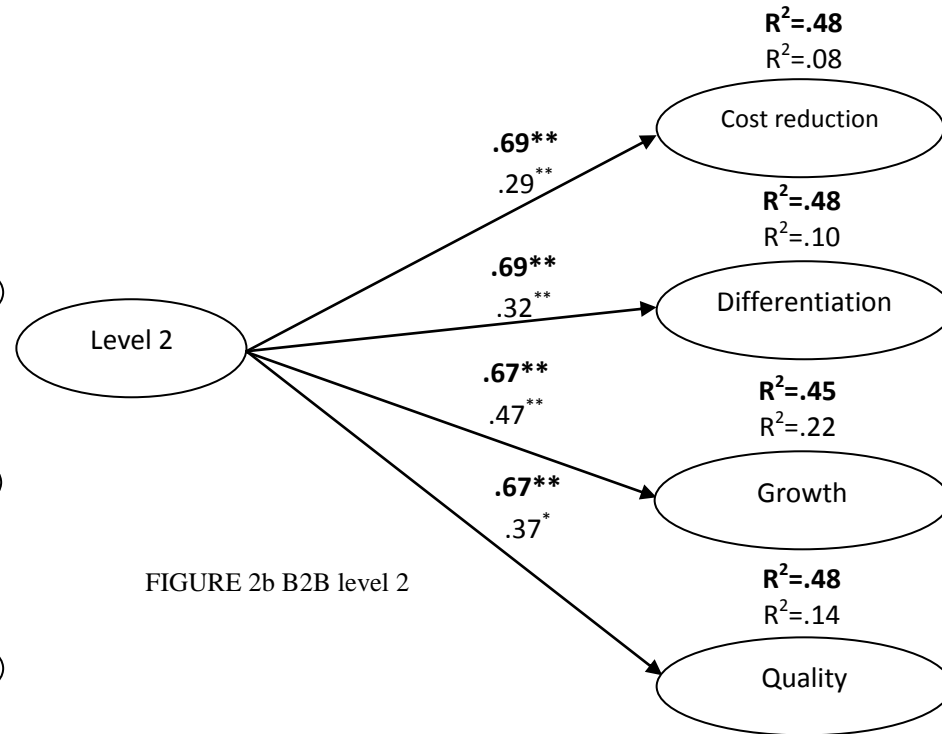 R²=.48
R²=.08
Cost reduction
.69**
.29**
R²=.48
R²=.10
.69**
.32**
Differentiation
Level 2
.67**
.47**
R²=.45
R²=.22
.67**
.37*
Growth
FIGURE 2b B2B level 2
R²=.48
R²=.14
Quality